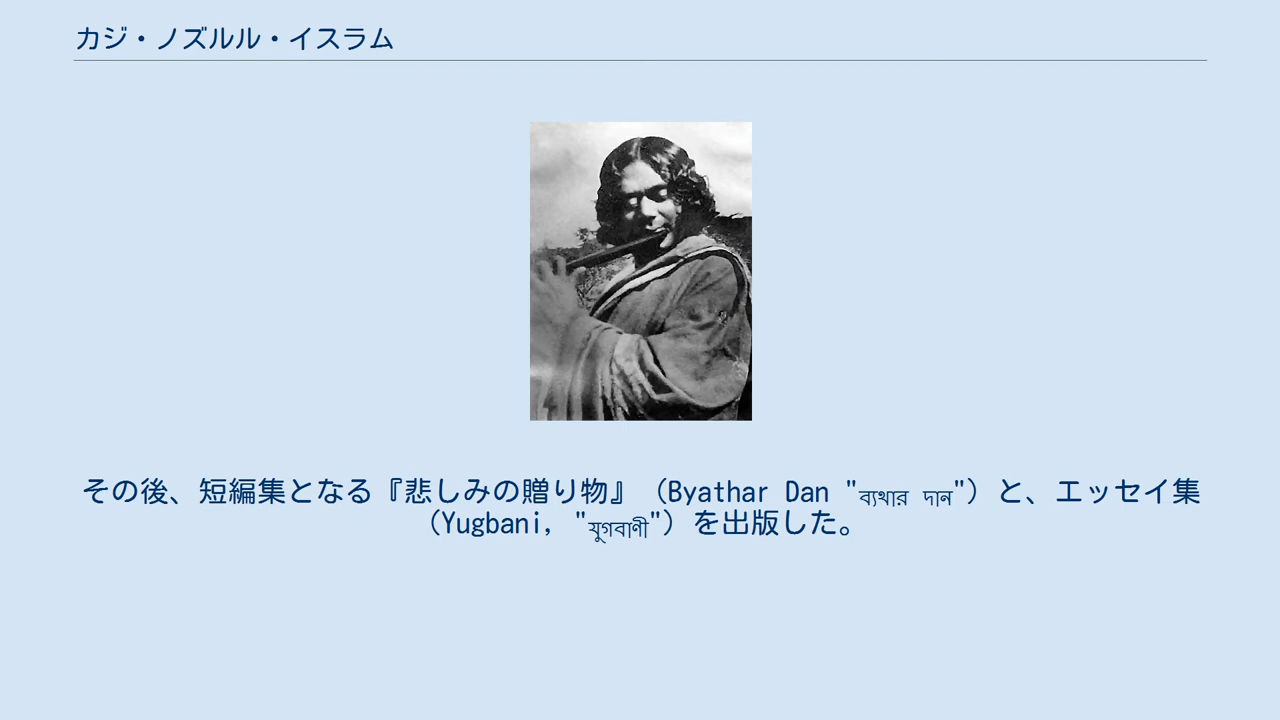 カジ・ノズルル・イスラム
その後、短編集となる『悲しみの贈り物』（Byathar Dan "ব্যথার দান"）と、エッセイ集
（Yugbani, "যুগবাণী"）を出版した。